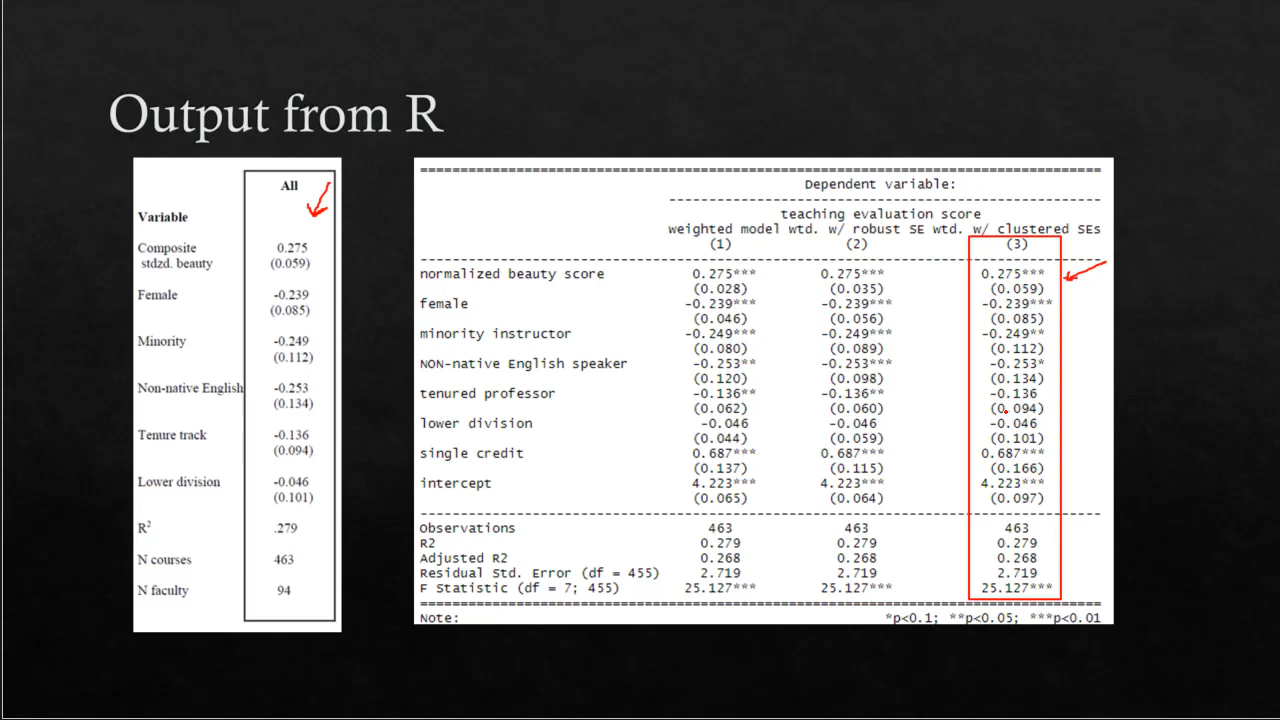 Output from R
All
Variable
Composite 0.275
stdzd. beauty (0.059)
Female -0.239
(0.085)
Minority -0.249
(0.112)
Non-native English -0.253
(0.134)
Tenure track -0.136
(0.094)
Lower division -0.046
(0.101)
R2 .279
N courses 463
N faculty 94
Dependent variable:
teaching evaluation score
weighted model wtd. w/ robust SE wtd. w/ clustered SEs
(1) (2) (3)
normalized beauty score 0.275*** 0.275*** 0.275***
(0.028) (0.035) (0.059)
female -0.239*** -0.239*** -0.239***
(0.046) (0.056) (0.085)
minority instructor -0.249*** -0.249*** -0.249**
(0.080) (0.089) (0.112)
NON-native English speaker -0.253** -0.253*** -0.253*
(0.120) (0.098) (0.134)
tenured professor -0.136** -0.136** -0.136
(0.062) (0.060) (0.094)
lower division -0.046 -0.046 -0.046
(0.044) (0.059) (0.101)
single credit 0.687*** 0.687*** 0.687***
(0.137) (0.115) (0.166)
intercept 4.223*** 4.223*** 4.223***
(0.065) (0.064) (0.097)
Observations 463 463 463
R2 0.279 0.279 0.279
Adjusted R2 0.268 0.268 0.268
Residual Std. Error (df = 455) 2.719 2.719 2.719
F Statistic (df = 7; 455) 25.127*** 25.127*** 25.127***
Note: *p<0.1; **p<0.05; ***p<0.01